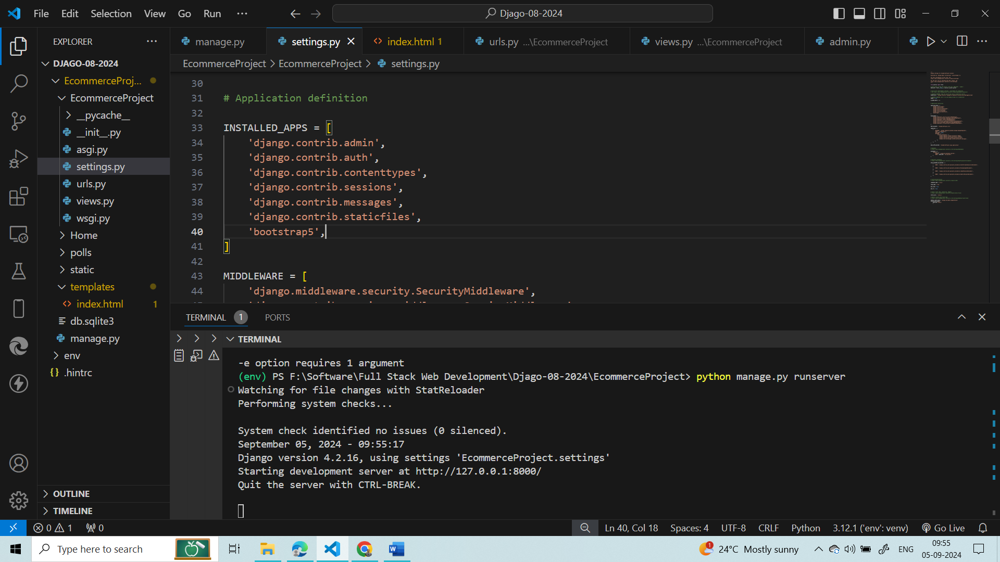 File Edit Selection View Go Run ··· Djago-08-2024
EXPLORER ···
DJAGO-08-2024
EcommerceProj...
EcommerceProject
__pycache__
__init__.py
asgi.py
settings.py
urls.py
views.py
wsgi.py
Home
polls
static
templates
index.html 1
db.sqlite3
manage.py
env
{} .hintrc
OUTLINE
TIMELINE
manage.py settings.py index.html 1 urls.py ...\EcommerceProject views.py ...\EcommerceProject admin.py
EcommerceProject > EcommerceProject > settings.py
30
31 # Application definition
32
33 INSTALLED_APPS = [
34 'django.contrib.admin',
35 'django.contrib.auth',
36 'django.contrib.contenttypes',
37 'django.contrib.sessions',
38 'django.contrib.messages',
39 'django.contrib.staticfiles',
40 'bootstrap5',
41 ]
42
43 MIDDLEWARE = [
44 'django.middleware.security.SecurityMiddleware',
TERMINAL 1 PORTS
TERMINAL
-e option requires 1 argument
(env) PS F:\Software\Full Stack Web Development\Djago-08-2024\EcommerceProject> python manage.py runserver
Watching for file changes with StatReloader
Performing system checks...
System check identified no issues (0 silenced).
September 05, 2024 - 09:55:17
Django version 4.2.16, using settings 'EcommerceProject.settings'
Starting development server at http://127.0.0.1:8000/
Quit the server with CTRL-BREAK.
0 1 0 Ln 40, Col 18 Spaces: 4 UTF-8 CRLF Python 3.12.1 ('env': venv) Go Live
Type here to search 1 24°C Mostly sunny ENG 09:55
05-09-2024